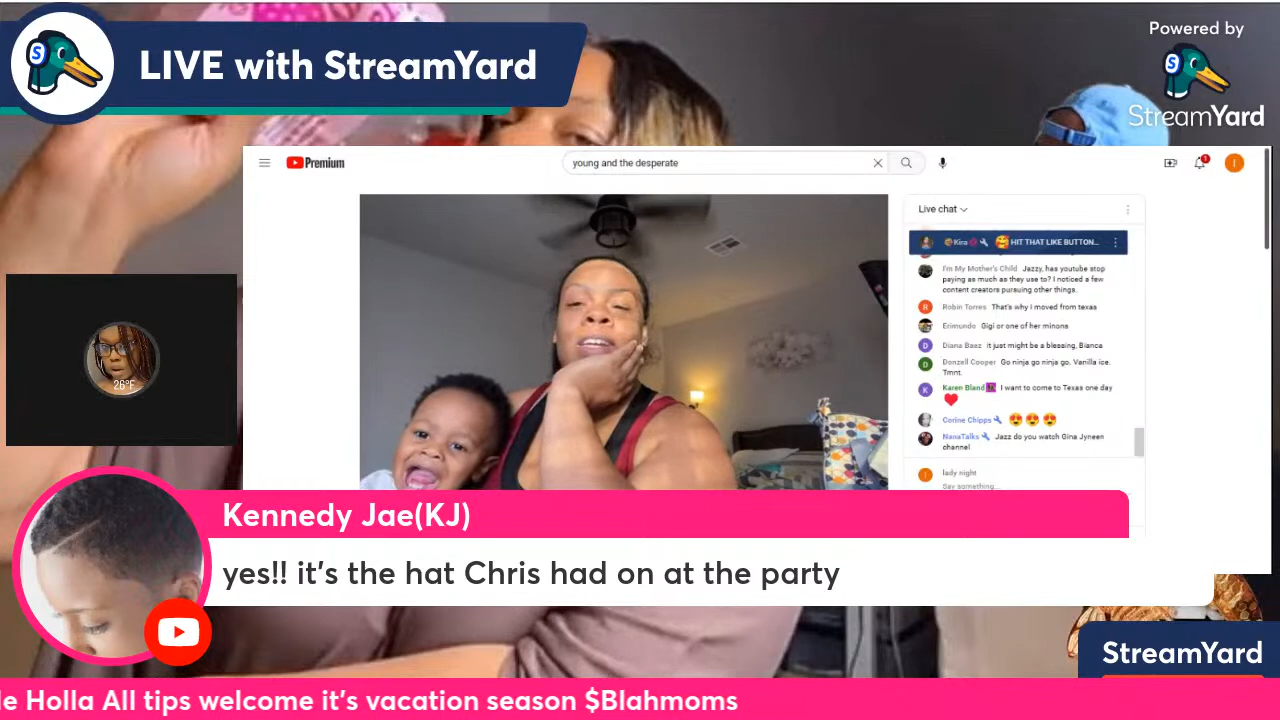 LIVE with StreamYard
Powered by
StreamYard
Premium
young and the desperate
1
I
Live chat
Kira
HIT THAT LIKE BUTTON...
I'm My Mother's Child Jazzy, has youtube stop
paying as much as they use to? I noticed a few
content creators pursuing other things.
R Robin Torres That's why I moved from texas
Erimundo Gigi or one of her minons
D Diana Baez it just might be a blessing, Bianca
D Donzell Cooper Go ninja go ninja go. Vanilla ice.
Tmnt.
K Karen Bland I want to come to Texas one day
Corine Chipps
NanaTalks Jazz do you watch Gina Jyneen
channel
I lady night
Say something...
26°F
Kennedy Jae(KJ)
yes!! it's the hat Chris had on at the party
StreamYard
le Holla All tips welcome it's vacation season $Blahmoms